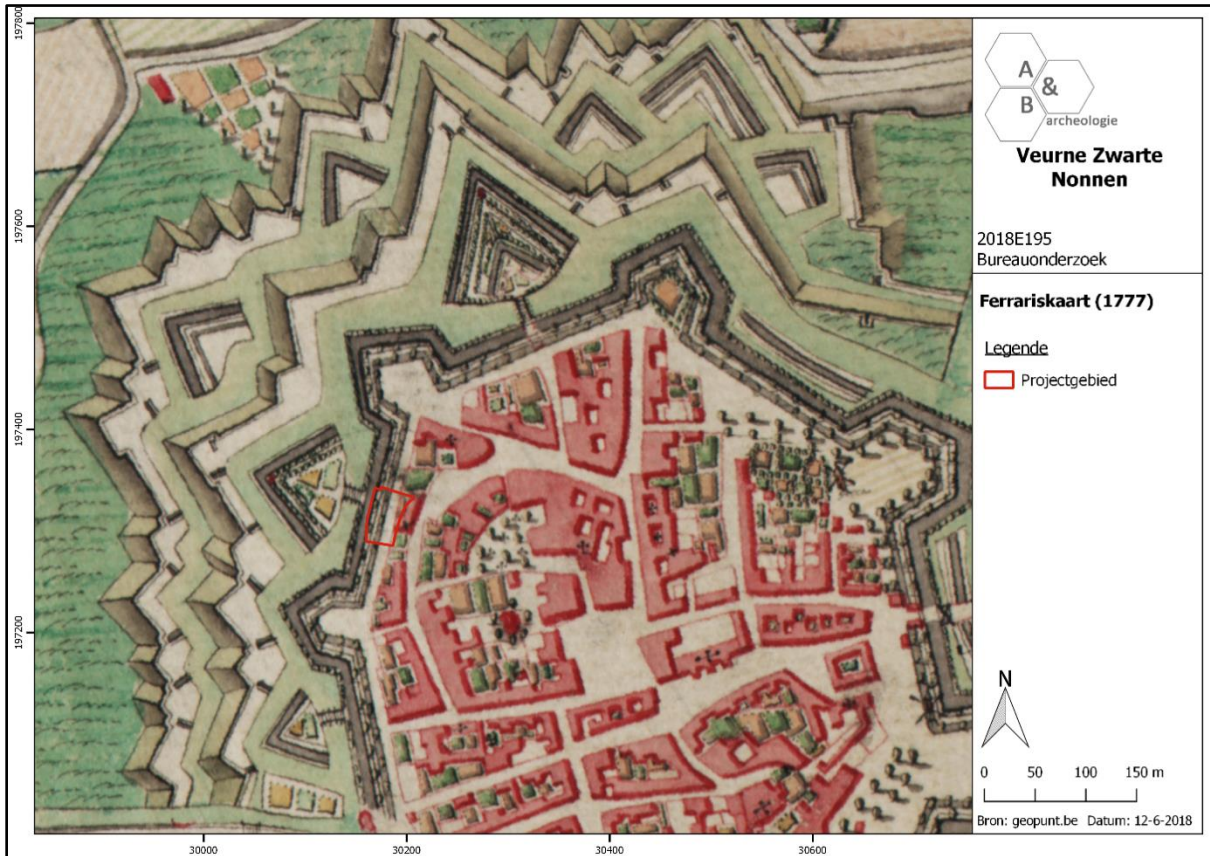 A
&
B
archeologie
Veurne Zwarte
Nonnen
2018E195
Bureauonderzoek
Ferrariskaart (1777)
Legende
Projectgebied
N
0 50 100 150 m
Bron: geopunt.be Datum: 12-6-2018
197800
197600
197400
197200
30000 30200 30400 30600